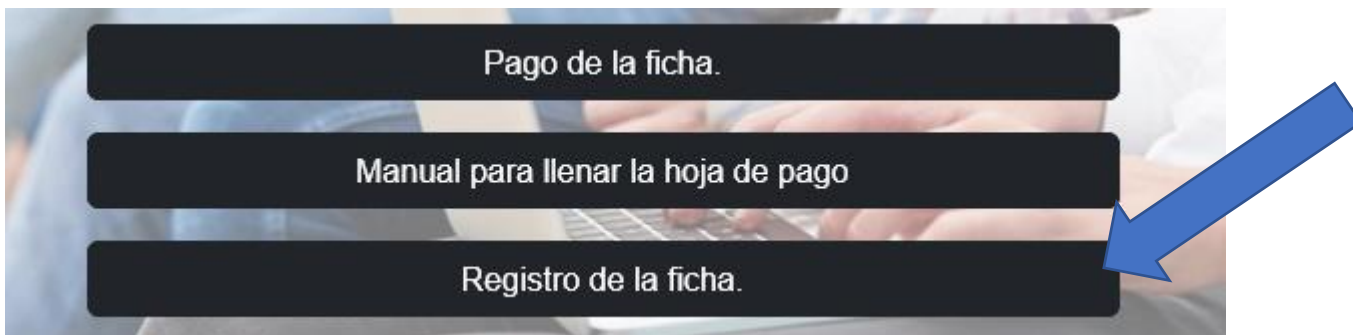 Pago de la ficha.
Manual para llenar la hoja de pago
Registro de la ficha.